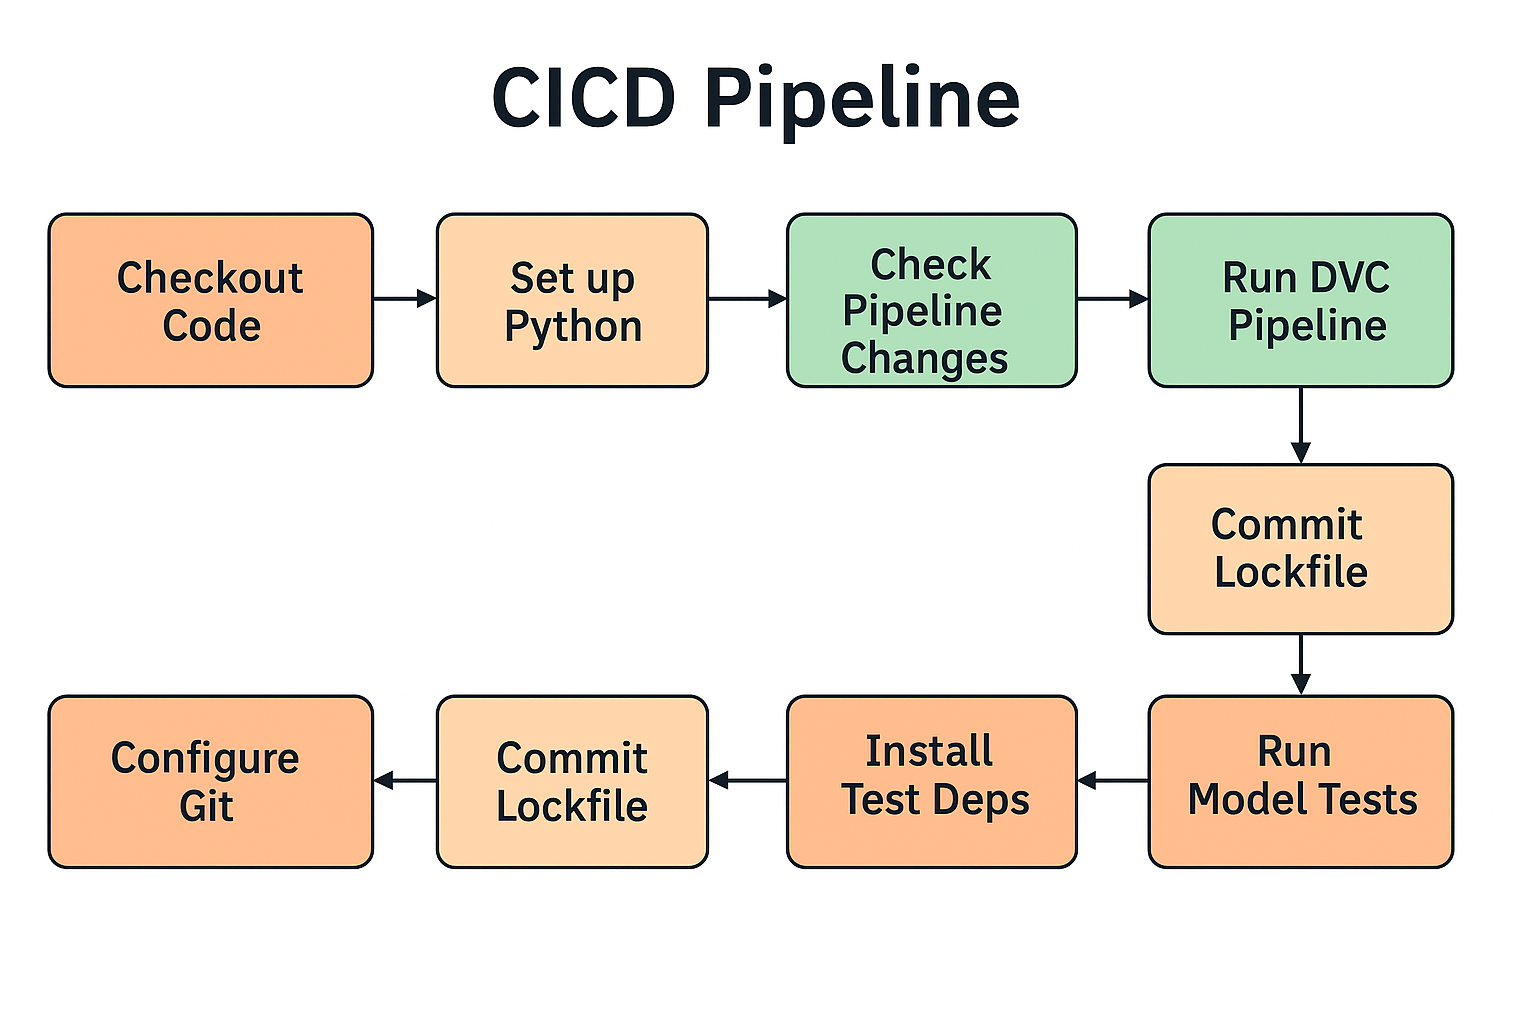 CICD Pipeline
Checkout
Code
Set up
Python
Check
Pipeline
Changes
Run DVC
Pipeline
Commit
Lockfile
Run
Model Tests
Install
Test Deps
Commit
Lockfile
Configure
Git